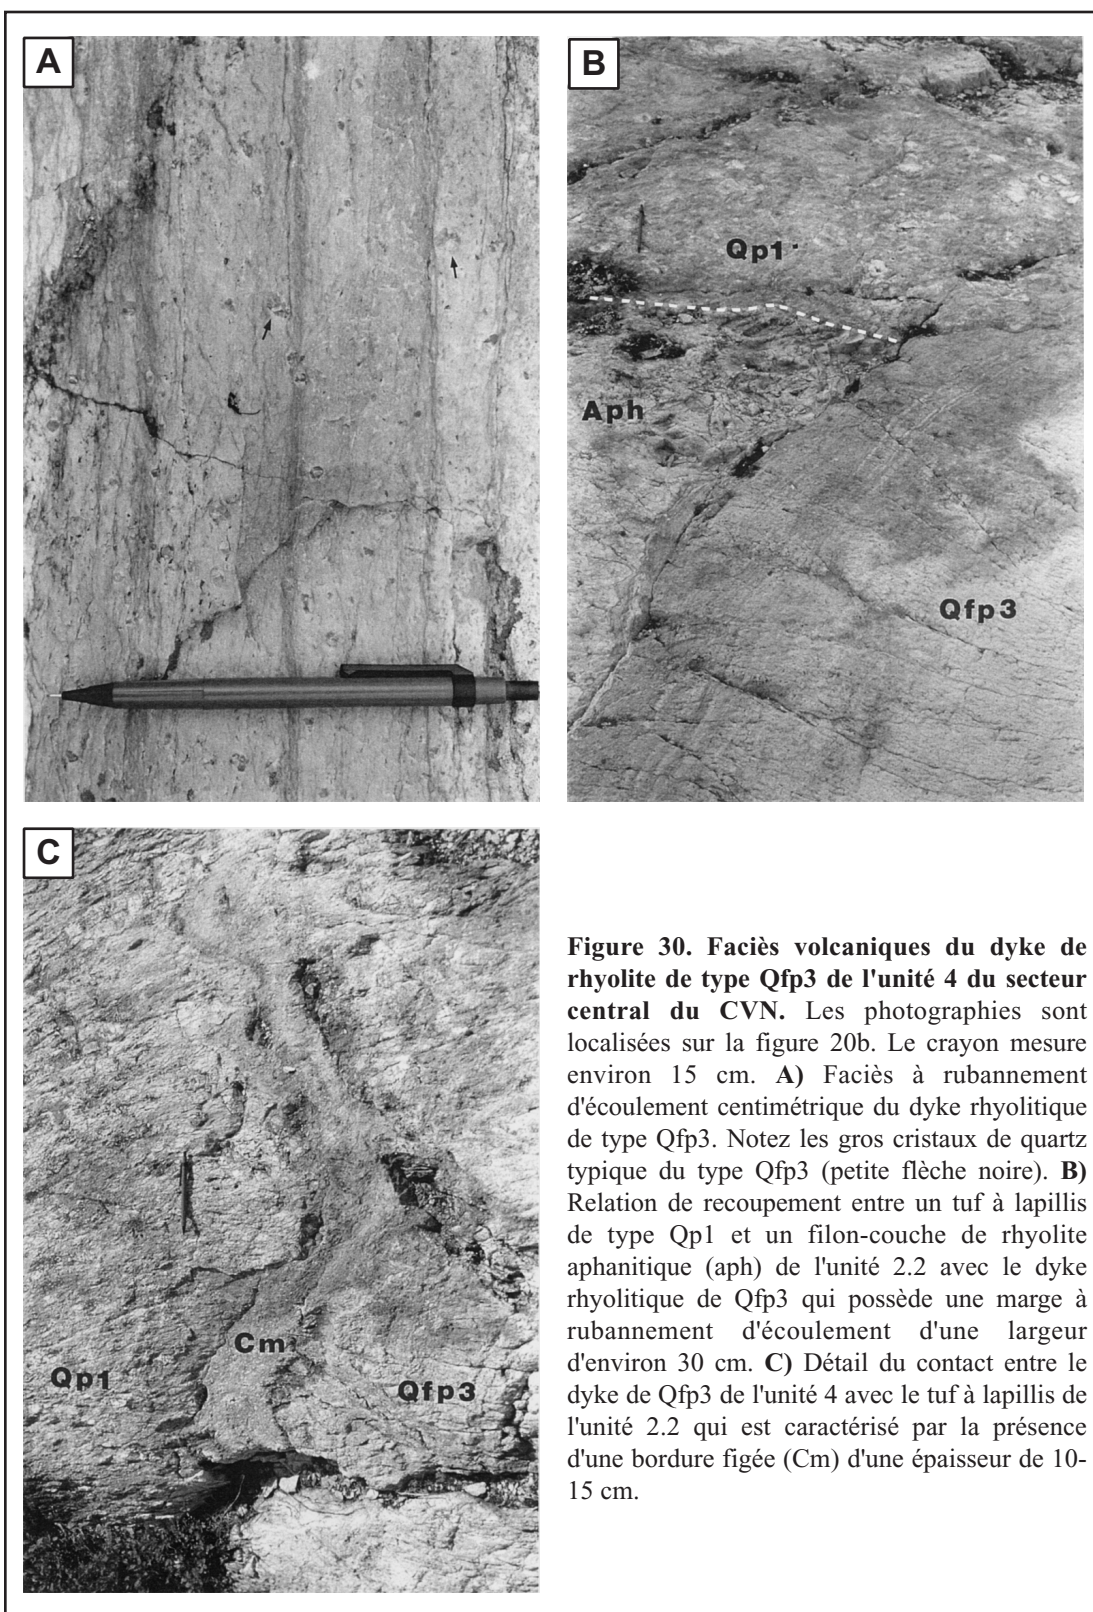 A
B
Qp1
Aph
Qfp3
C
Cm
Qp1
Qfp3
Figure 30. Faciès volcaniques du dyke de
rhyolite de type Qfp3 de l'unité 4 du secteur
central du CVN. Les photographies sont
localisées sur la figure 20b. Le crayon mesure
environ 15 cm. A) Faciès à rubannement
d'écoulement centimétrique du dyke rhyolitique
de type Qfp3. Notez les gros cristaux de quartz
typique du type Qfp3 (petite flèche noire). B)
Relation de recoupement entre un tuf à lapillis
de type Qp1 et un filon-couche de rhyolite
aphanitique (aph) de l'unité 2.2 avec le dyke
rhyolitique de Qfp3 qui possède une marge à
rubannement d'écoulement d'une largeur
d'environ 30 cm. C) Détail du contact entre le
dyke de Qfp3 de l'unité 4 avec le tuf à lapillis de
l'unité 2.2 qui est caractérisé par la présence
d'une bordure figée (Cm) d'une épaisseur de 10-
15 cm.